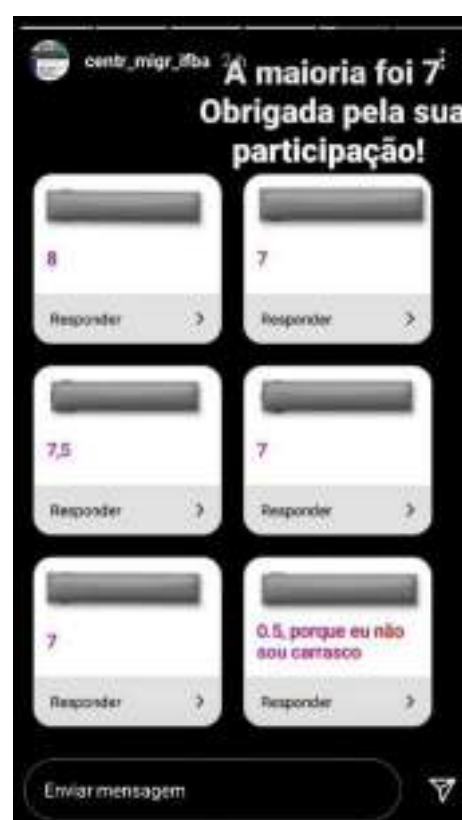 centr_migr_ifba 2 h
A maioria foi 7
Obrigada pela sua
participação!
8
7
Responder
Responder
7,5
7
Responder
Responder
7
0.5, porque eu não
sou carrasco
Responder
Responder
Enviar mensagem